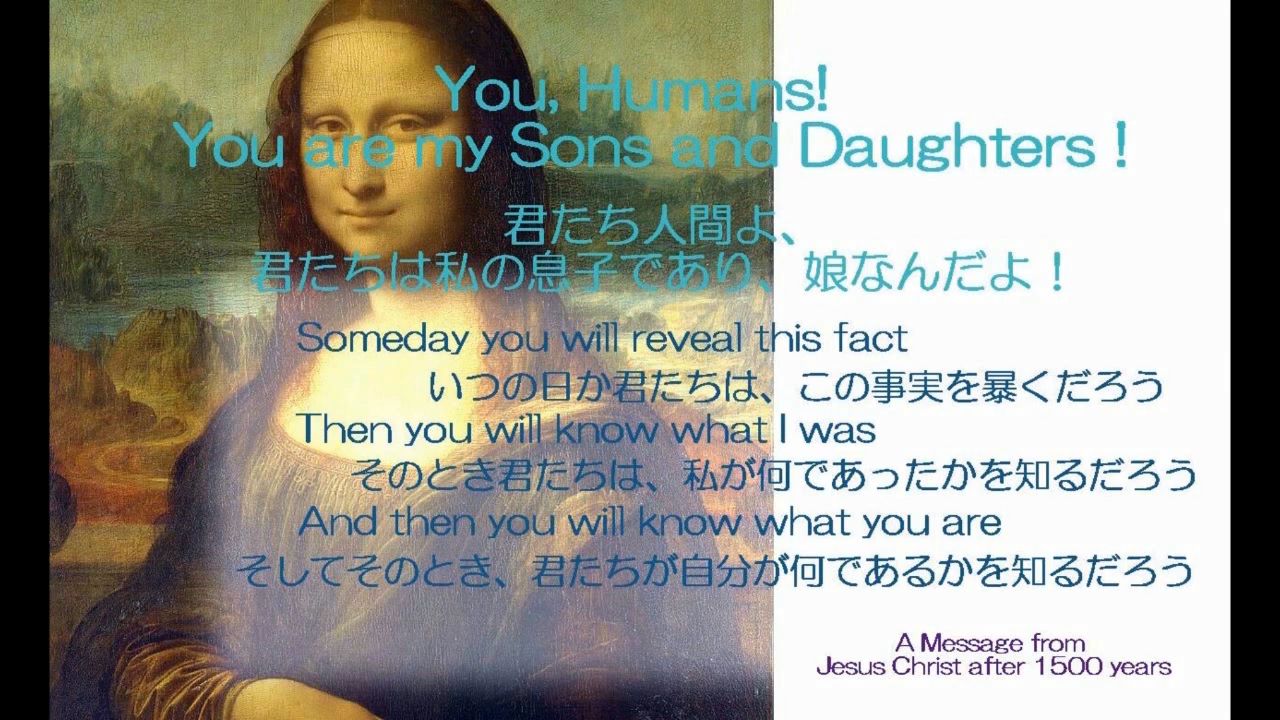 You, Humans!
You are my Sons and Daughters !
君たち人間よ、
君たちは私の息子であり、娘なんだよ！
Someday you will reveal this fact
いつの日か君たちは、この事実を暴くだろう
Then you will know what I was
そのとき君たちは、私が何であったかを知るだろう
And then you will know what you are
そしてそのとき、君たちが自分が何であるかを知るだろう
A Message from
Jesus Christ after 1500 years